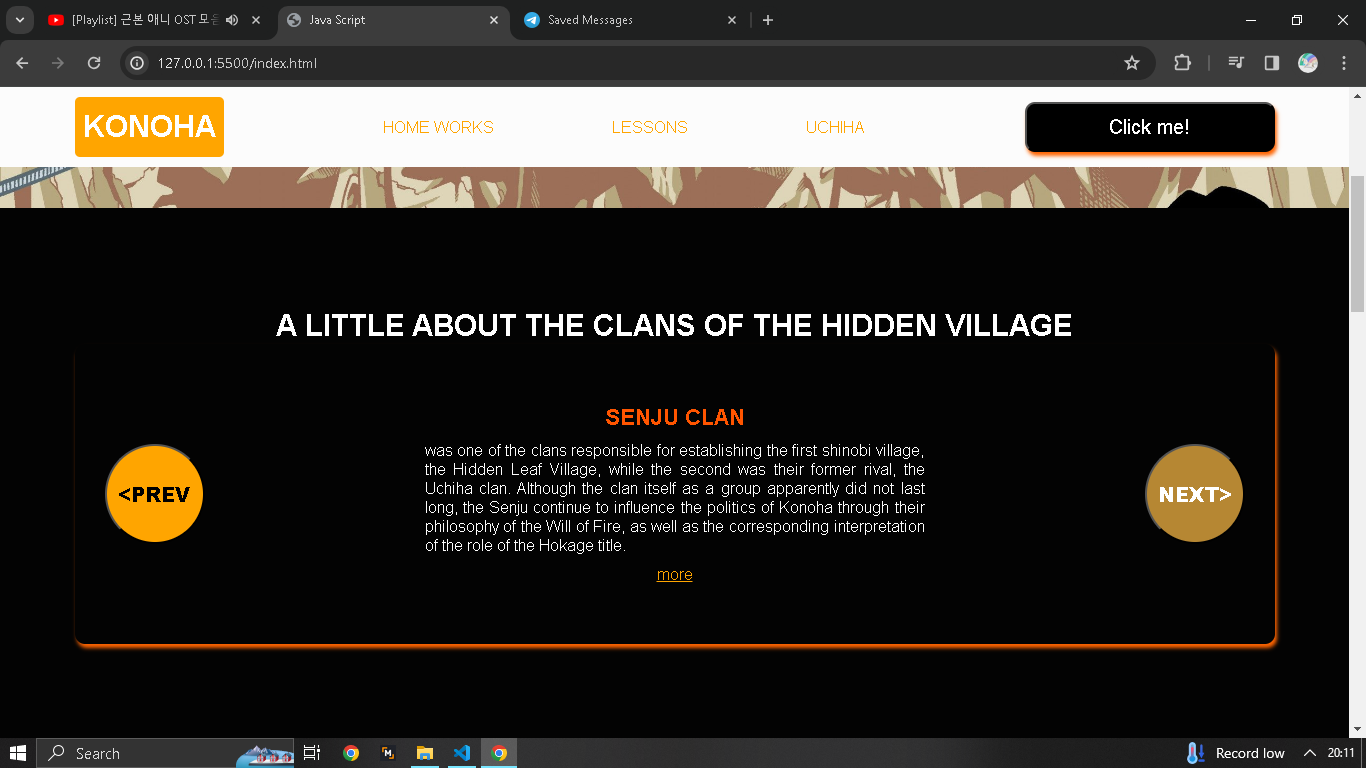 [Playlist] 근본 애니 OST 모음
Java Script
Saved Messages
127.0.0.1:5500/index.html
KONOHA
HOME WORKS
LESSONS
UCHIHA
Click me!
A LITTLE ABOUT THE CLANS OF THE HIDDEN VILLAGE
SENJU CLAN
was one of the clans responsible for establishing the first shinobi village,
the Hidden Leaf Village, while the second was their former rival, the
Uchiha clan. Although the clan itself as a group apparently did not last
long, the Senju continue to influence the politics of Konoha through their
philosophy of the Will of Fire, as well as the corresponding interpretation
of the role of the Hokage title.
more
<PREV
NEXT>
Search
Record low
20:11